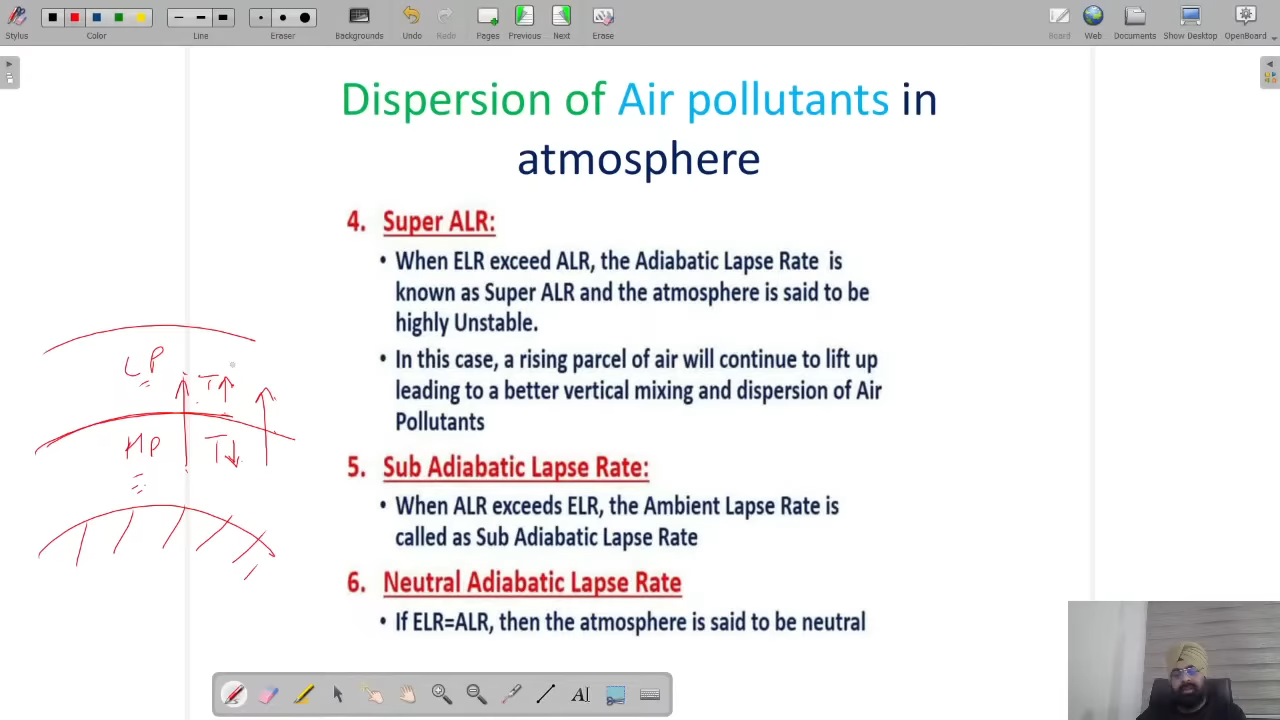 Stylus
Color
Line
Eraser
Backgrounds
Undo
Redo
Pages
Previous
Next
Erase
Board
Web
Documents
Show Desktop
OpenBoard
Dispersion of Air pollutants in
atmosphere
4. Super ALR:
• When ELR exceed ALR, the Adiabatic Lapse Rate is
known as Super ALR and the atmosphere is said to be
highly Unstable.
• In this case, a rising parcel of air will continue to lift up
leading to a better vertical mixing and dispersion of Air
Pollutants
5. Sub Adiabatic Lapse Rate:
• When ALR exceeds ELR, the Ambient Lapse Rate is
called as Sub Adiabatic Lapse Rate
6. Neutral Adiabatic Lapse Rate
• If ELR=ALR, then the atmosphere is said to be neutral
LP
T↑
HP
T↓